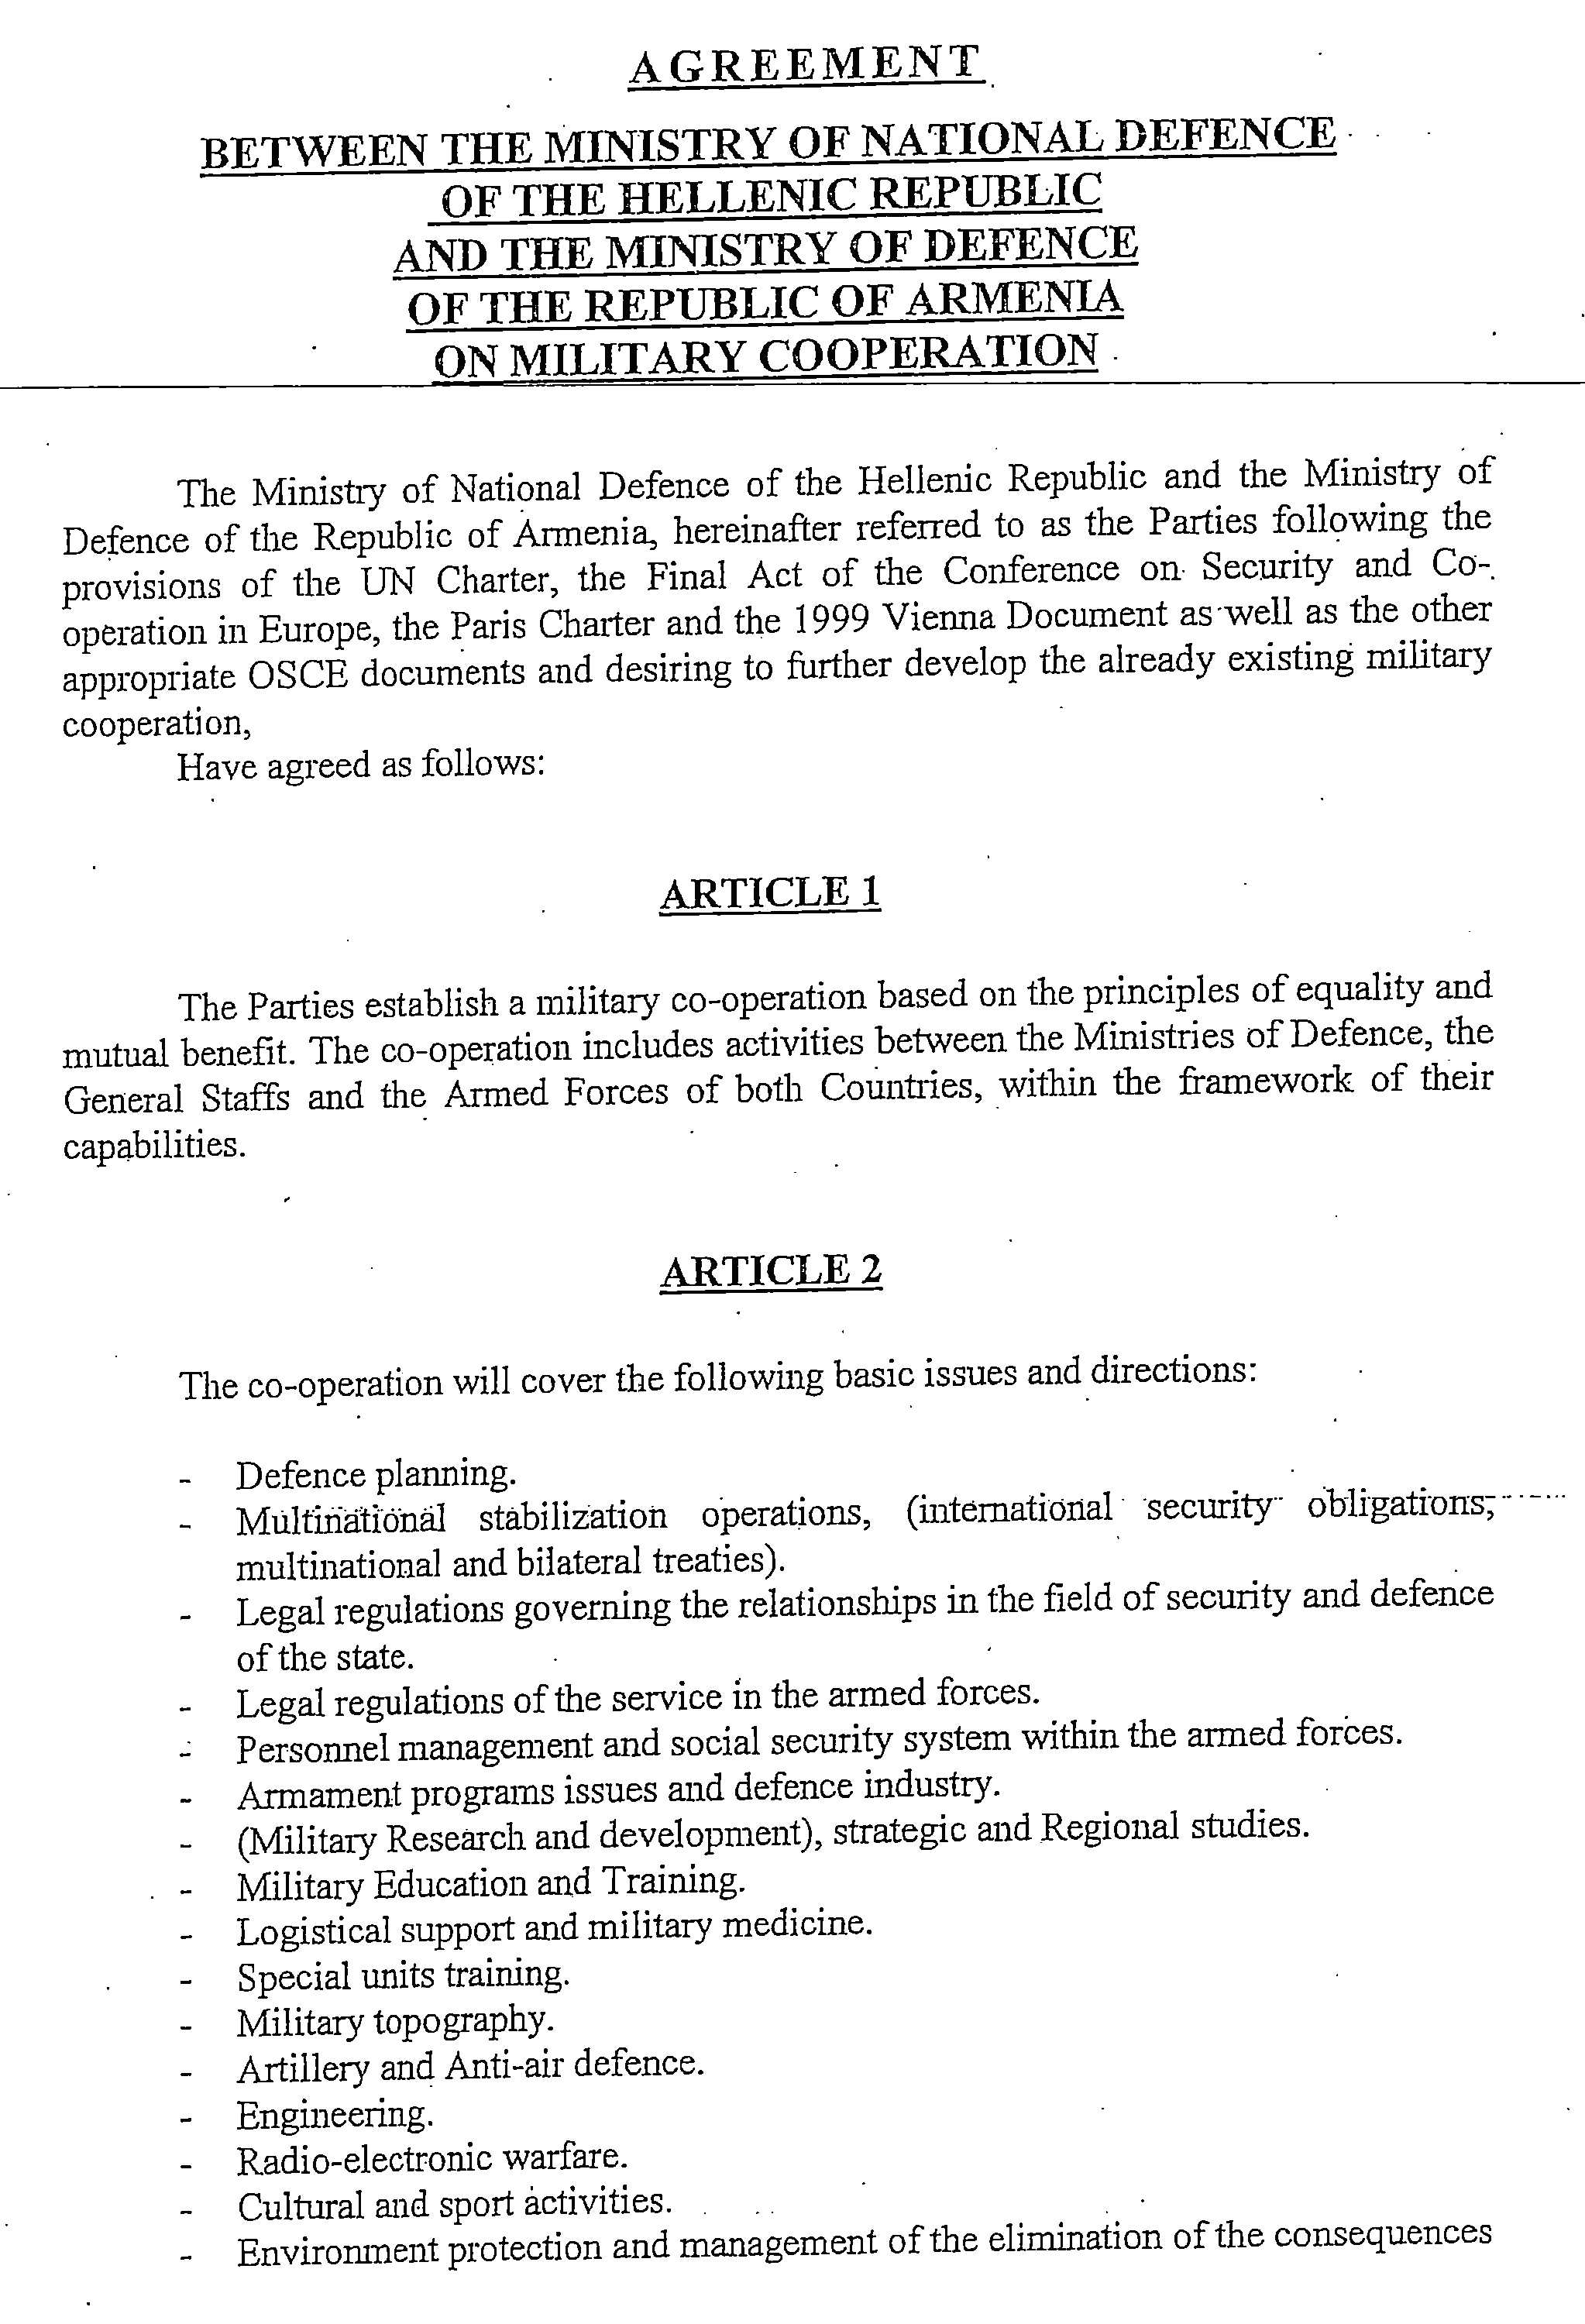 AGREEMENT
BETWEEN THE MINISTRY OF NATIONAL DEFENCE
OF THE HELLENIC REPUBLIC
AND THE MINISTRY OF DEFENCE
OF THE REPUBLIC OF ARMENIA
ON MILITARY COOPERATION
The Ministry of National Defence of the Hellenic Republic and the Ministry of
Defence of the Republic of Armenia, hereinafter referred to as the Parties following the
provisions of the UN Charter, the Final Act of the Conference on Security and Co-
operation in Europe, the Paris Charter and the 1999 Vienna Document as well as the other
appropriate OSCE documents and desiring to further develop the already existing military
cooperation,
Have agreed as follows:
ARTICLE 1
The Parties establish a military co-operation based on the principles of equality and
mutual benefit. The co-operation includes activities between the Ministries of Defence, the
General Staffs and the Armed Forces of both Countries, within the framework of their
capabilities.
ARTICLE 2
The co-operation will cover the following basic issues and directions:
- Defence planning.
- Multinational stabilization operations, (international security obligations,
multinational and bilateral treaties).
- Legal regulations governing the relationships in the field of security and defence
of the state.
- Legal regulations of the service in the armed forces.
- Personnel management and social security system within the armed forces.
- Armament programs issues and defence industry.
- (Military Research and development), strategic and Regional studies.
- Military Education and Training.
- Logistical support and military medicine.
- Special units training.
- Military topography.
- Artillery and Anti-air defence.
- Engineering.
- Radio-electronic warfare.
- Cultural and sport activities.
- Environment protection and management of the elimination of the consequences